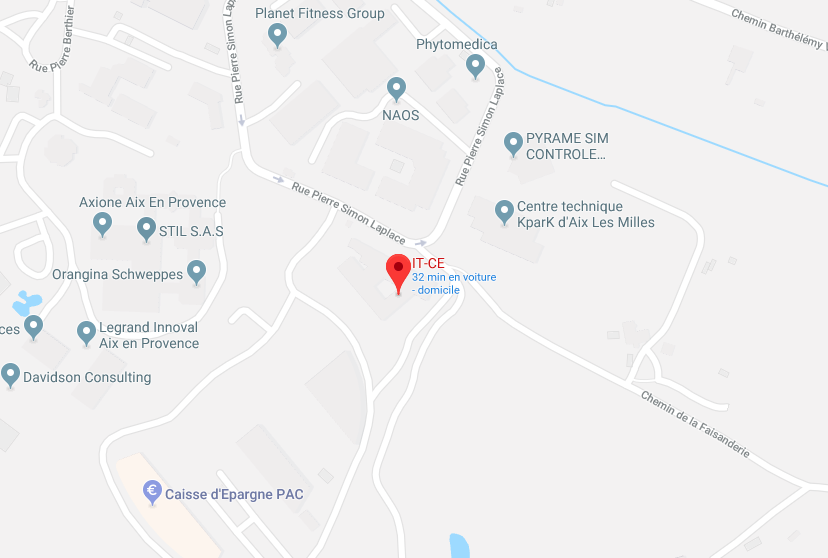 Planet Fitness Group
Chemin Barthélémy L
Rue Pierre Berthier
Rue Pierre Simon Laplace
Phytomedica
NAOS
Rue Pierre Simon Laplace
PYRAME SIM
CONTROLE…
Rue Pierre Simon Laplace
Axione Aix En Provence
STIL S.A.S
Centre technique
KparK d'Aix Les Milles
Orangina Schweppes
IT-CE
32 min en voiture
- domicile
ces
Legrand Innoval
Aix en Provence
Davidson Consulting
Chemin de la Faisanderie
€
Caisse d'Epargne PAC